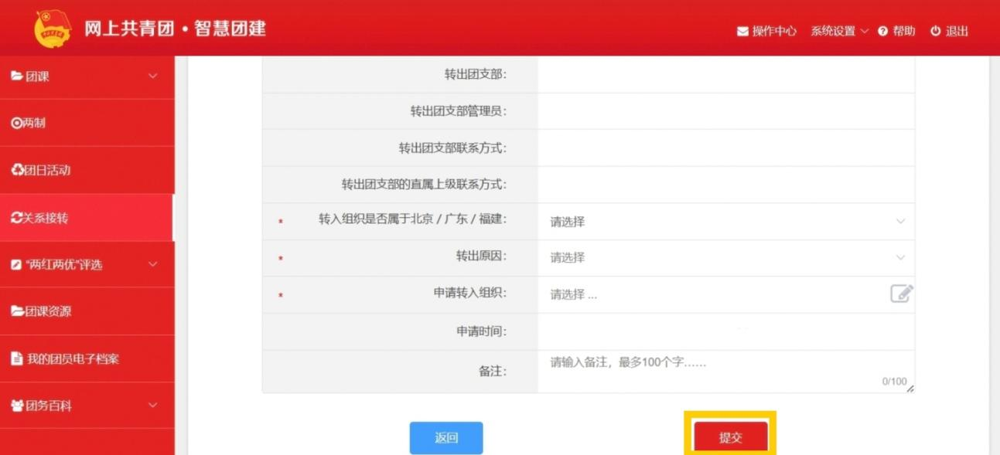 网上共青团·智慧团建
操作中心 系统设置 帮助 退出
团课
两制
团日活动
关系接转
“两红两优”评选
团课资源
我的团员电子档案
团务百科
转出团支部：
转出团支部管理员：
转出团支部联系方式：
转出团支部的直属上级联系方式：
* 转入组织是否属于北京 / 广东 / 福建： 请选择
* 转出原因： 请选择
* 申请转入组织： 请选择 ...
申请时间：
备注： 请输入备注，最多100个字……
0/100
返回 提交